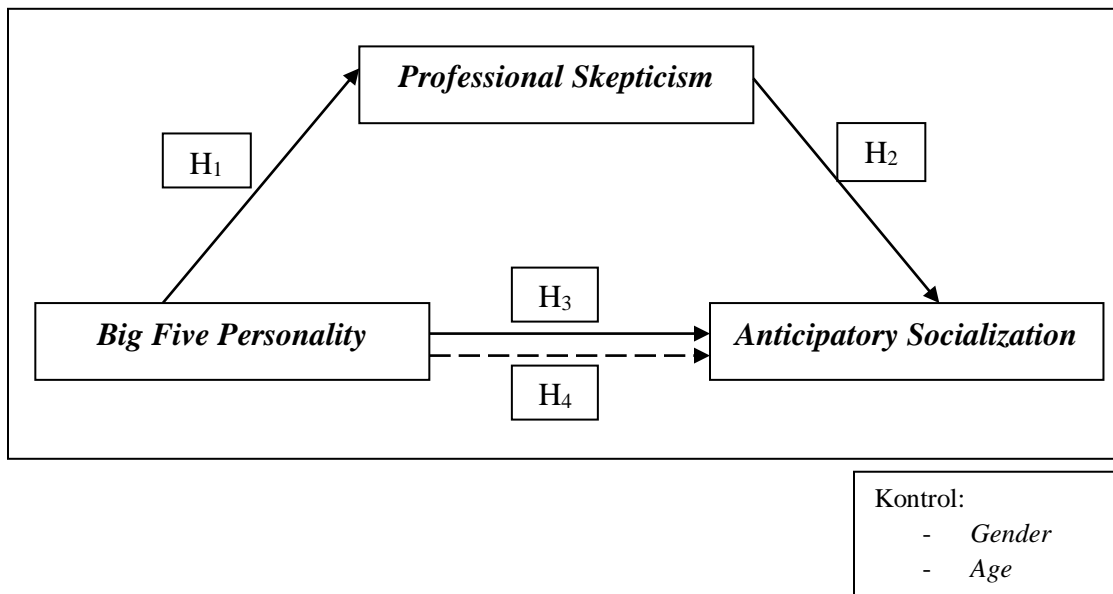 Professional Skepticism
H₁
H₂
H₃
Big Five Personality
Anticipatory Socialization
H₄
Kontrol:
- Gender
- Age